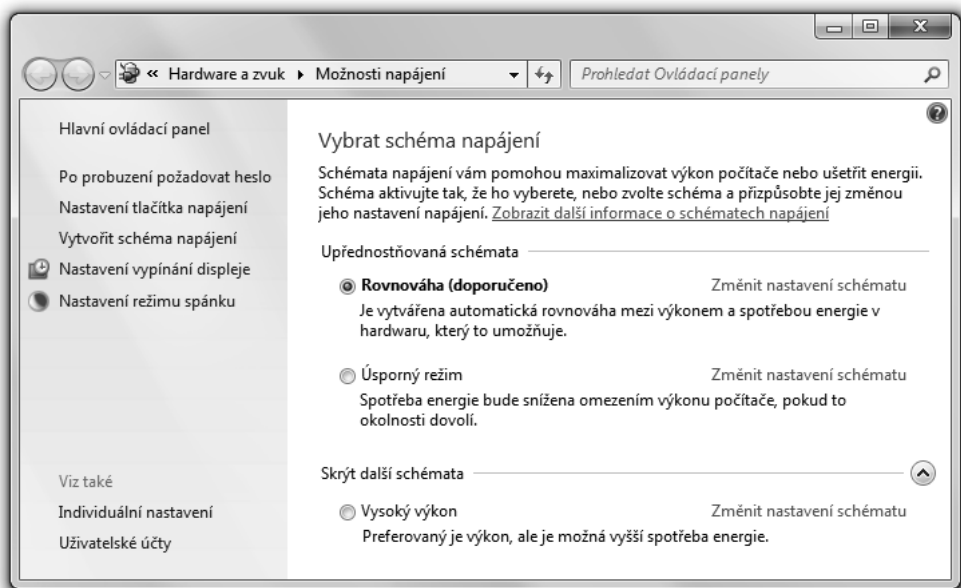 « Hardware a zvuk ▸ Možnosti napájení
Prohledat Ovládací panely
Hlavní ovládací panel
Po probuzení požadovat heslo
Nastavení tlačítka napájení
Vytvořit schéma napájení
Nastavení vypínání displeje
Nastavení režimu spánku
Viz také
Individuální nastavení
Uživatelské účty
Vybrat schéma napájení
Schémata napájení vám pomohou maximalizovat výkon počítače nebo ušetřit energii.
Schéma aktivujte tak, že ho vyberete, nebo zvolte schéma a přizpůsobte jej změnou
jeho nastavení napájení. Zobrazit další informace o schématech napájení
Upřednostňovaná schémata
Rovnováha (doporučeno) Změnit nastavení schématu
Je vytvářena automatická rovnováha mezi výkonem a spotřebou energie v
hardwaru, který to umožňuje.
Úsporný režim Změnit nastavení schématu
Spotřeba energie bude snížena omezením výkonu počítače, pokud to
okolnosti dovolí.
Skrýt další schémata
Vysoký výkon Změnit nastavení schématu
Preferovaný je výkon, ale je možná vyšší spotřeba energie.